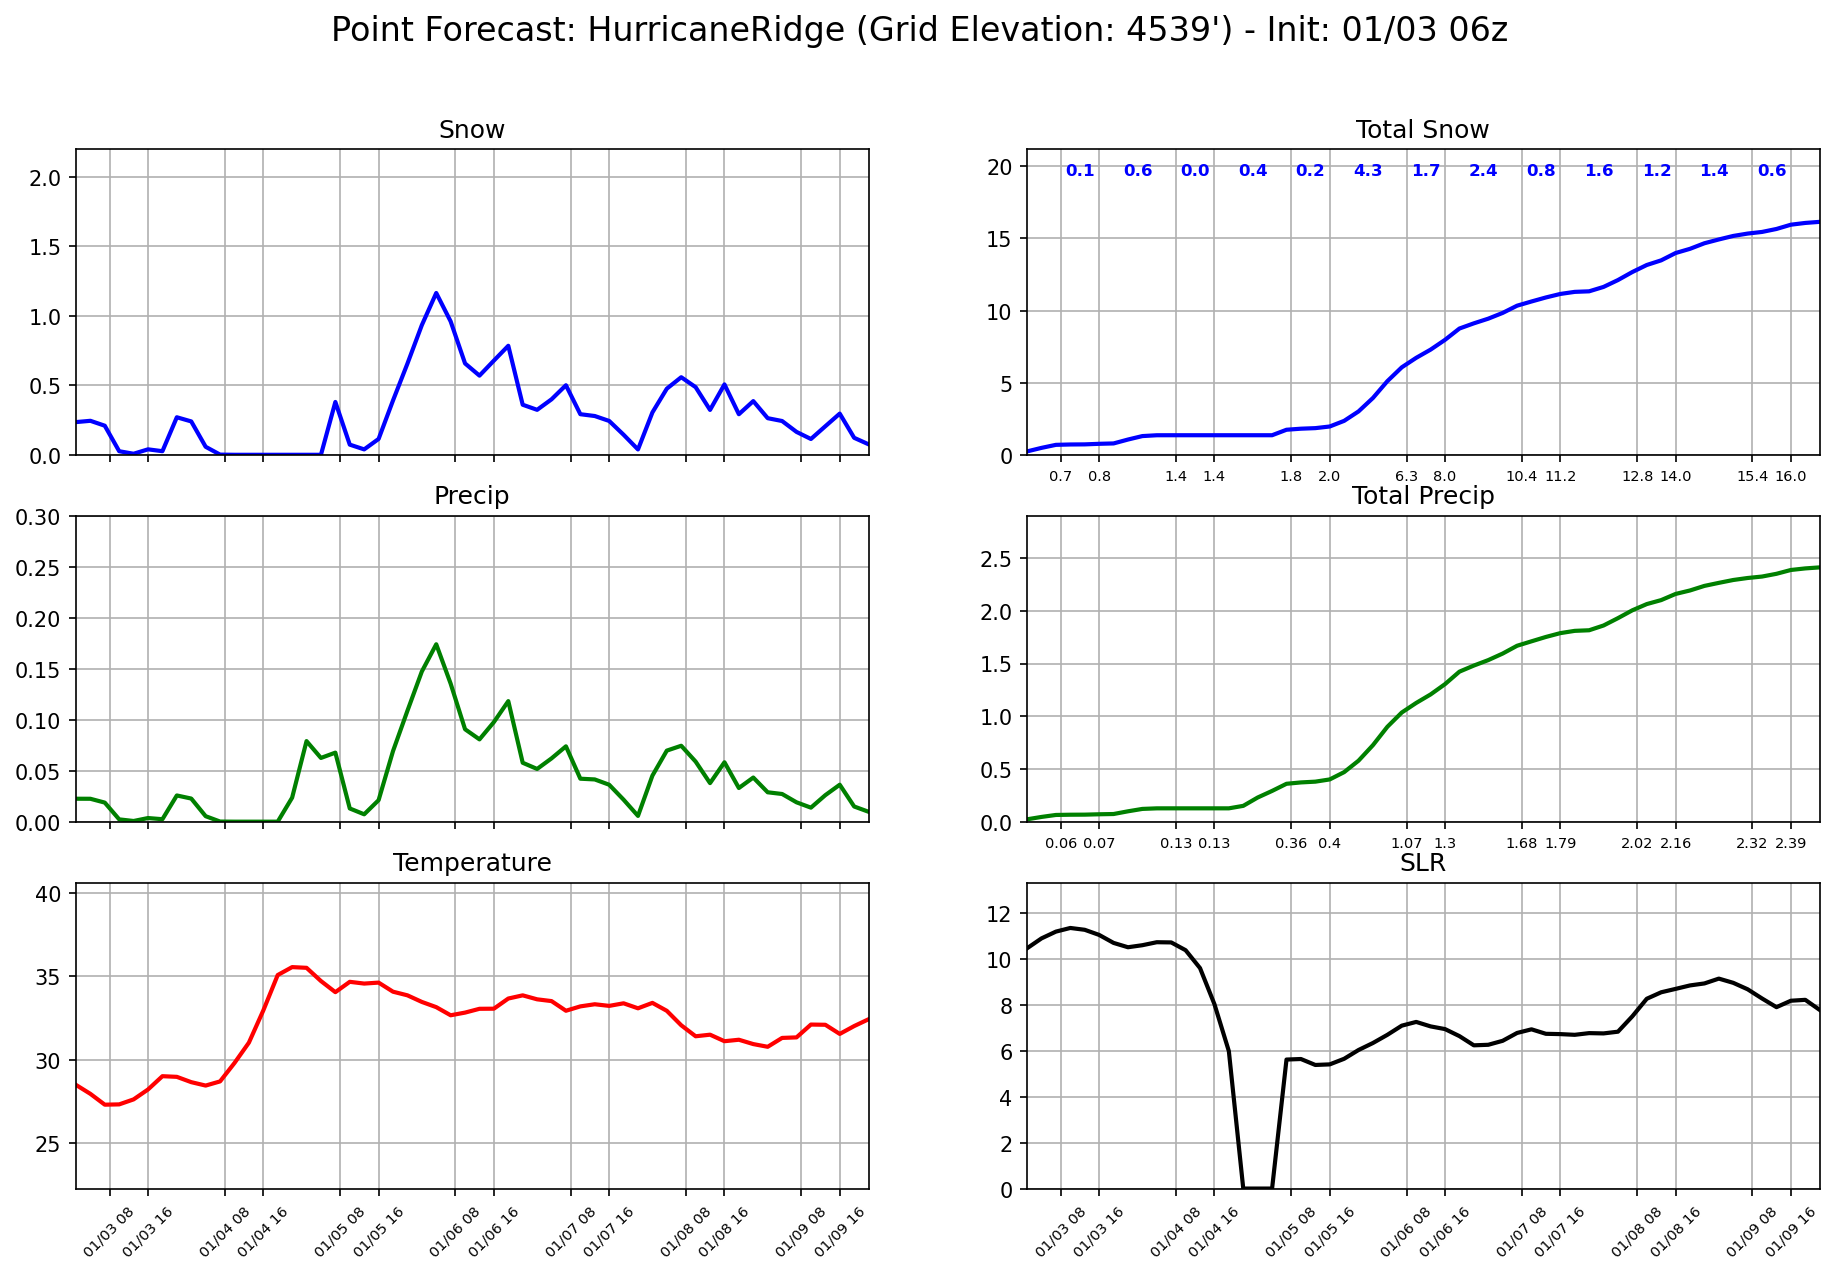 Point Forecast: HurricaneRidge (Grid Elevation: 4539') - Init: 01/03 06z
Snow
2.0
1.5
1.0
0.5
0.0
Total Snow
0.1 0.6 0.0 0.4 0.2 4.3 1.7 2.4 0.8 1.6 1.2 1.4 0.6
20
15
10
5
0
0.7 0.8 1.4 1.4 1.8 2.0 6.3 8.0 10.4 11.2 12.8 14.0 15.4 16.0
Precip
0.30
0.25
0.20
0.15
0.10
0.05
0.00
Total Precip
2.5
2.0
1.5
1.0
0.5
0.0
0.06 0.07 0.13 0.13 0.36 0.4 1.07 1.3 1.68 1.79 2.02 2.16 2.32 2.39
Temperature
40
35
30
25
01/03 08 01/03 16 01/04 08 01/04 16 01/05 08 01/05 16 01/06 08 01/06 16 01/07 08 01/07 16 01/08 08 01/08 16 01/09 08 01/09 16
SLR
12
10
8
6
4
2
0
01/03 08 01/03 16 01/04 08 01/04 16 01/05 08 01/05 16 01/06 08 01/06 16 01/07 08 01/07 16 01/08 08 01/08 16 01/09 08 01/09 16